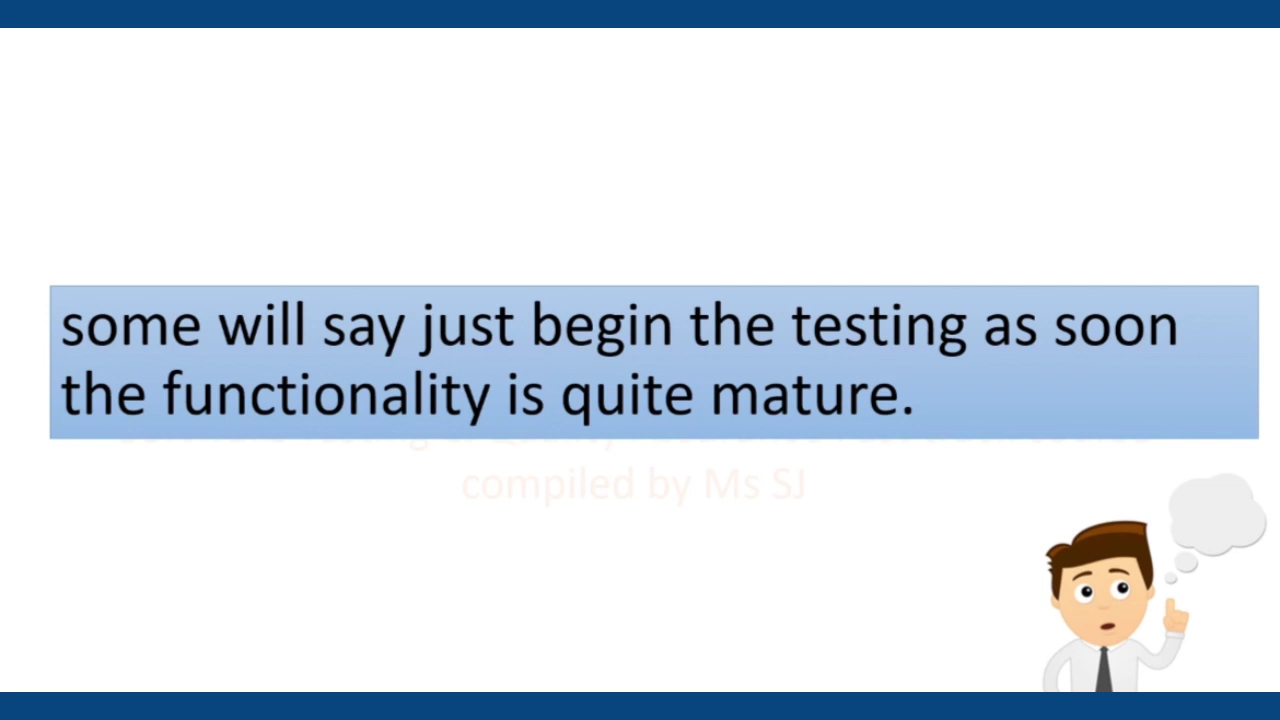 some will say just begin the testing as soon
the functionality is quite mature.
compiled by Ms SJ